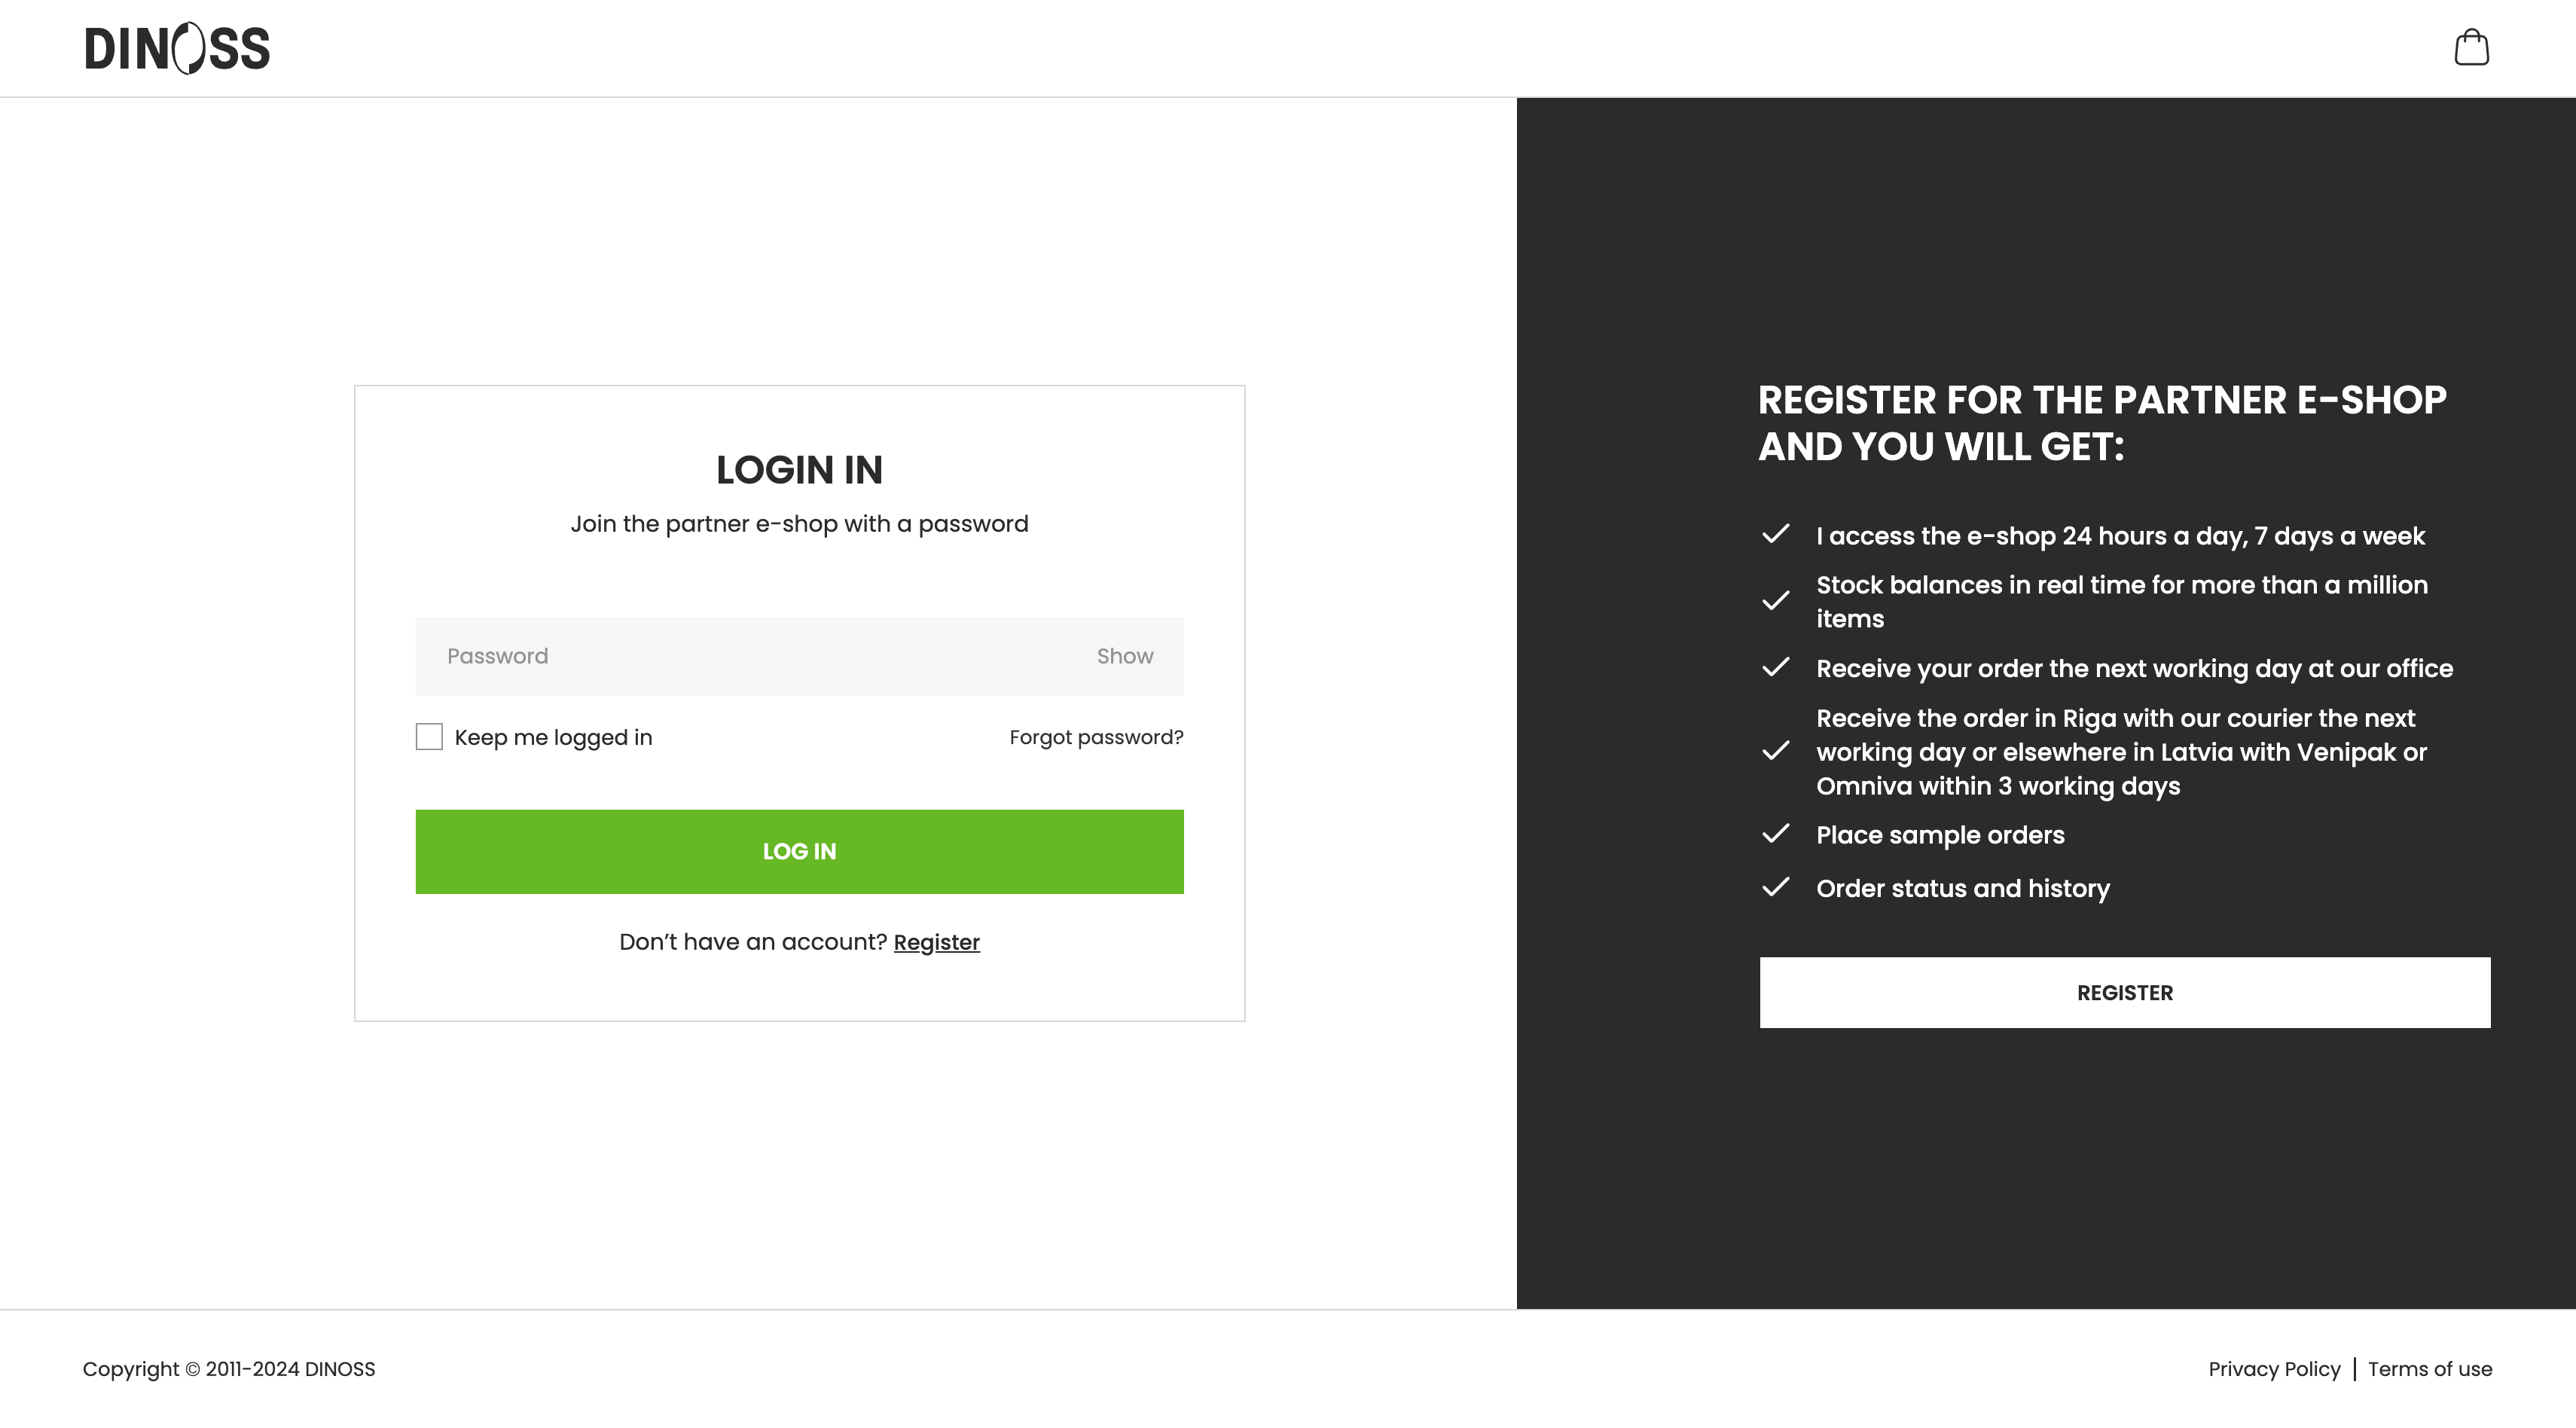 DINOSS
LOGIN IN
Join the partner e-shop with a password
Password
Show
Keep me logged in
Forgot password?
LOG IN
Don’t have an account? Register
REGISTER FOR THE PARTNER E-SHOP
AND YOU WILL GET:
I access the e-shop 24 hours a day, 7 days a week
Stock balances in real time for more than a million
items
Receive your order the next working day at our office
Receive the order in Riga with our courier the next
working day or elsewhere in Latvia with Venipak or
Omniva within 3 working days
Place sample orders
Order status and history
REGISTER
Copyright © 2011-2024 DINOSS
Privacy Policy | Terms of use